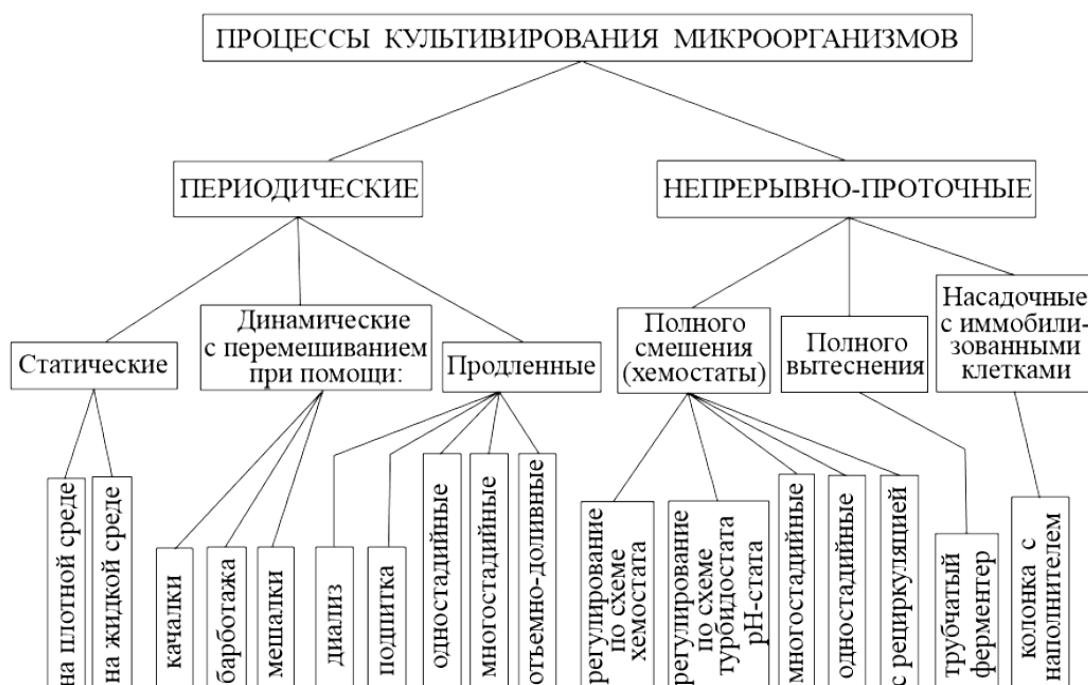 ПРОЦЕССЫ КУЛЬТИВИРОВАНИЯ МИКРООРГАНИЗМОВ
ПЕРИОДИЧЕСКИЕ
НЕПРЕРЫВНО-ПРОТОЧНЫЕ
Статические
Динамические
с перемешиванием
при помощи:
Продленные
Полного
смешения
(хемостаты)
Полного
вытеснения
Насадочные
с иммобили-
зованными
клетками
на плотной среде
на жидкой среде
качалки
барботажа
мешалки
диализ
подпитка
одностадийные
многостадийные
отъемно-доливные
регулирование
по схеме
хемостата
регулирование
по схеме
турбидостата
pH-стата
многостадийные
одностадийные
с рециркуляцией
трубчатый
ферментер
колонка с
наполнителем